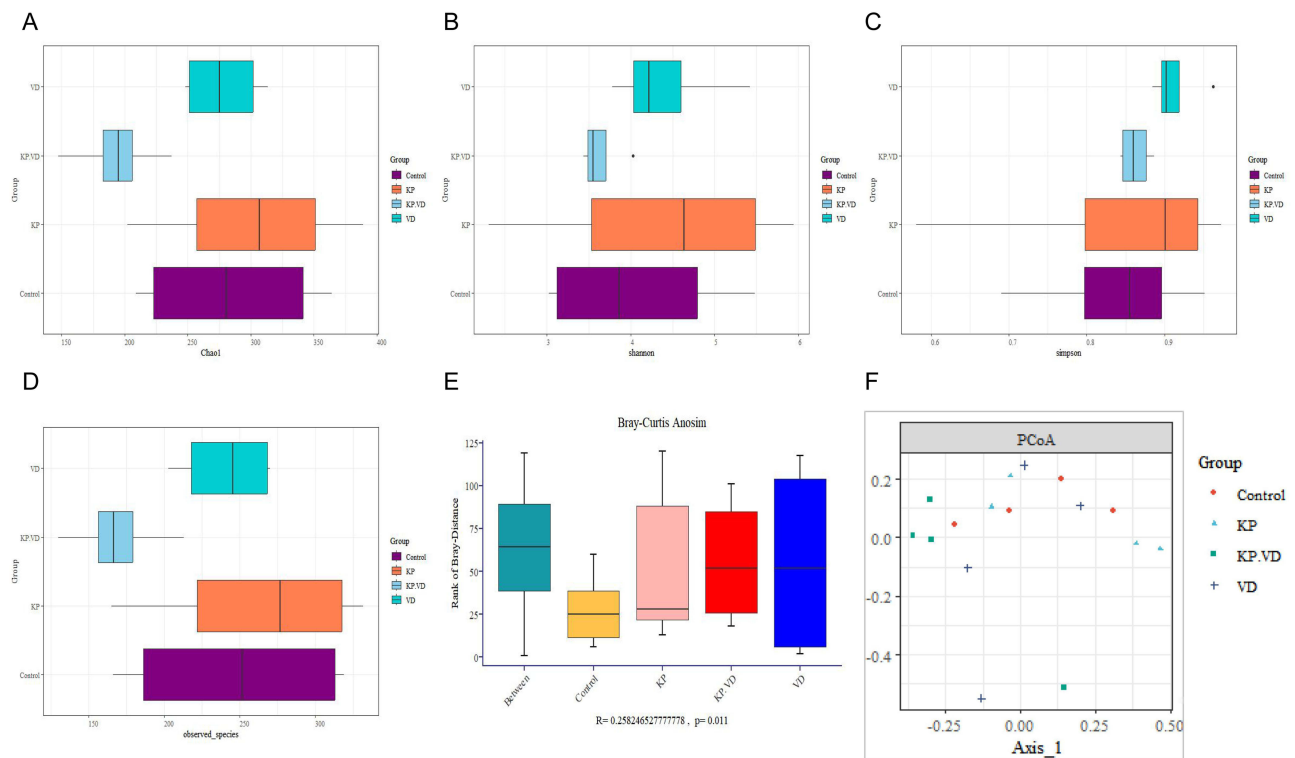 A
Group
VD
KP.VD
KP
Control
150
200
250
300
350
400
Chao1
Group
Control
KP
KP.VD
VD
B
Group
VD
KP.VD
KP
Control
3
4
5
6
shannon
Group
Control
KP
KP.VD
VD
C
Group
VD
KP.VD
KP
Control
0.6
0.7
0.8
0.9
simpson
Group
Control
KP
KP.VD
VD
D
Group
VD
KP.VD
KP
Control
150
200
250
300
observed_species
Group
Control
KP
KP.VD
VD
E
Bray-Curtis Anosim
Rank of Bray-Distance
125
100
75
50
25
0
Between
Control
KP
KP.VD
VD
R= 0.258246527777778 , p= 0.011
F
PCoA
0.2
0.0
-0.2
-0.4
-0.25
0.00
0.25
0.50
Axis_1
Group
Control
KP
KP.VD
VD